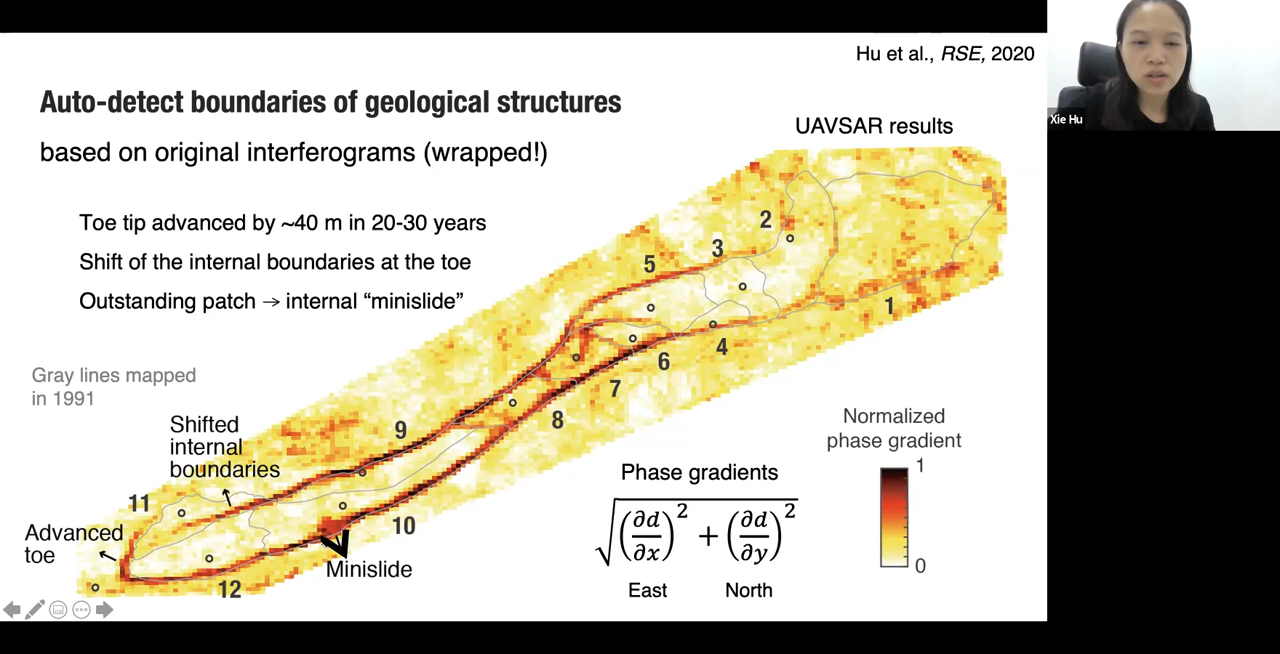 Hu et al., RSE, 2020
Xie Hu
Auto-detect boundaries of geological structures
UAVSAR results
based on original interferograms (wrapped!)
Toe tip advanced by ~40 m in 20-30 years
Shift of the internal boundaries at the toe
Outstanding patch → internal “minislide”
2
3
5
1
4
6
7
8
9
Gray lines mapped
in 1991
Shifted
internal
boundaries
11
Advanced
toe
10
Minislide
12
Normalized
phase gradient
1
0
Phase gradients
√(∂d/∂x)² + (∂d/∂y)²
East North